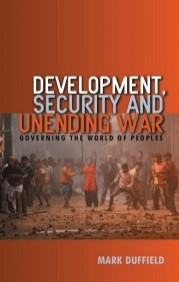 DEVELOPMENT,
SECURITY AND
UNENDING WAR
GOVERNING THE WORLD OF PEOPLES
MARK DUFFIELD